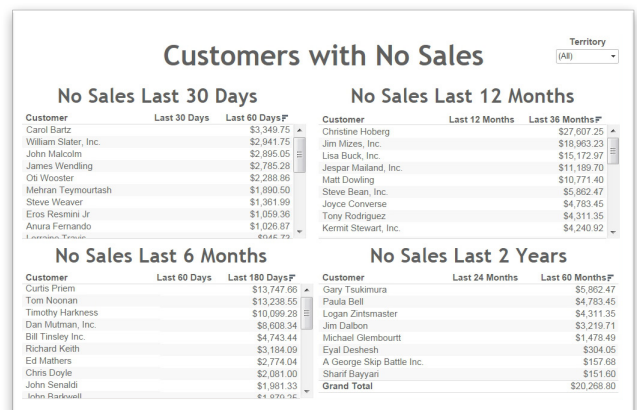 Territory
(All)
Customers with No Sales
No Sales Last 30 Days
Customer Last 30 Days Last 60 Days
Carol Bartz $3,349.75
William Slater, Inc. $2,941.75
John Malcolm $2,895.05
James Wendling $2,785.28
Oti Wooster $2,288.86
Mehran Teymourtash $1,890.50
Steve Weaver $1,361.99
Eros Resmini Jr $1,059.36
Anura Fernando $1,026.87
Lorraine Travis $945.73
No Sales Last 12 Months
Customer Last 12 Months Last 36 Months
Christine Hoberg $27,607.25
Jim Mizes, Inc. $18,963.23
Lisa Buck, Inc. $15,172.97
Jespar Mailand, Inc. $11,189.70
Matt Dowling $10,771.40
Steve Bean, Inc. $5,862.47
Joyce Converse $4,783.45
Tony Rodriguez $4,311.35
Kermit Stewart, Inc. $4,240.92
No Sales Last 6 Months
Customer Last 60 Days Last 180 Days
Curtis Priem $13,747.66
Tom Noonan $13,238.55
Timothy Harkness $10,099.28
Dan Mutman, Inc. $8,608.34
Bill Tinsley Inc. $4,743.44
Richard Keith $3,184.09
Ed Mathers $2,774.04
Chris Doyle $2,081.00
John Senaldi $1,981.33
John Barkwell $1,879.25
No Sales Last 2 Years
Customer Last 24 Months Last 60 Months
Gary Tsukimura $5,862.47
Paula Bell $4,783.45
Logan Zintsmaster $4,311.35
Jim Dalbon $3,219.71
Michael Glembourtt $1,478.49
Eyal Deshesh $304.05
A George Skip Battle Inc. $157.68
Sharif Bayyari $151.60
Grand Total $20,268.80